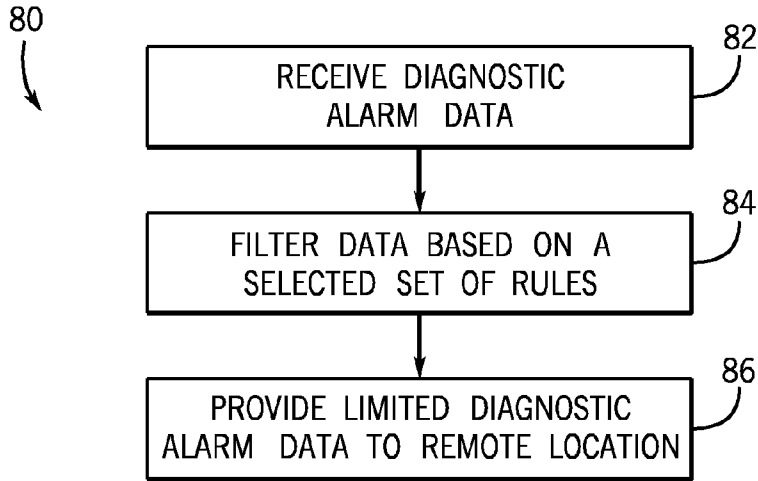 80
82
RECEIVE DIAGNOSTIC
ALARM DATA
84
FILTER DATA BASED ON A
SELECTED SET OF RULES
86
PROVIDE LIMITED DIAGNOSTIC
ALARM DATA TO REMOTE LOCATION